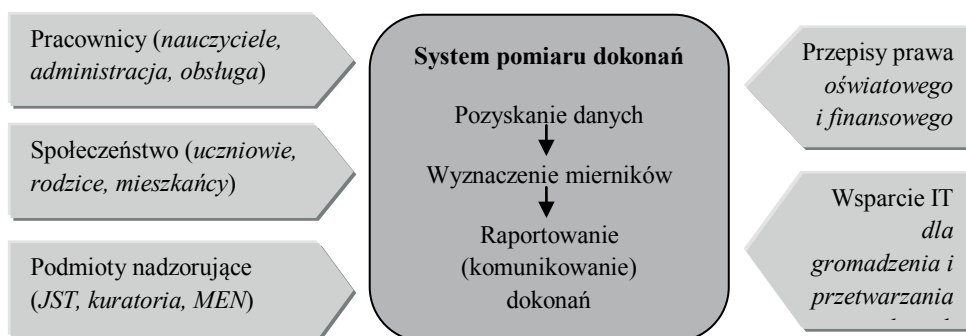 Pracownicy (nauczyciele,
administracja, obsługa)
Społeczeństwo (uczniowie,
rodzice, mieszkańcy)
Podmioty nadzorujące
(JST, kuratoria, MEN)
System pomiaru dokonań
Pozyskanie danych
Wyznaczenie mierników
Raportowanie
(komunikowanie)
dokonań
Przepisy prawa
oświatowego
i finansowego
Wsparcie IT
dla
gromadzenia i
przetwarzania